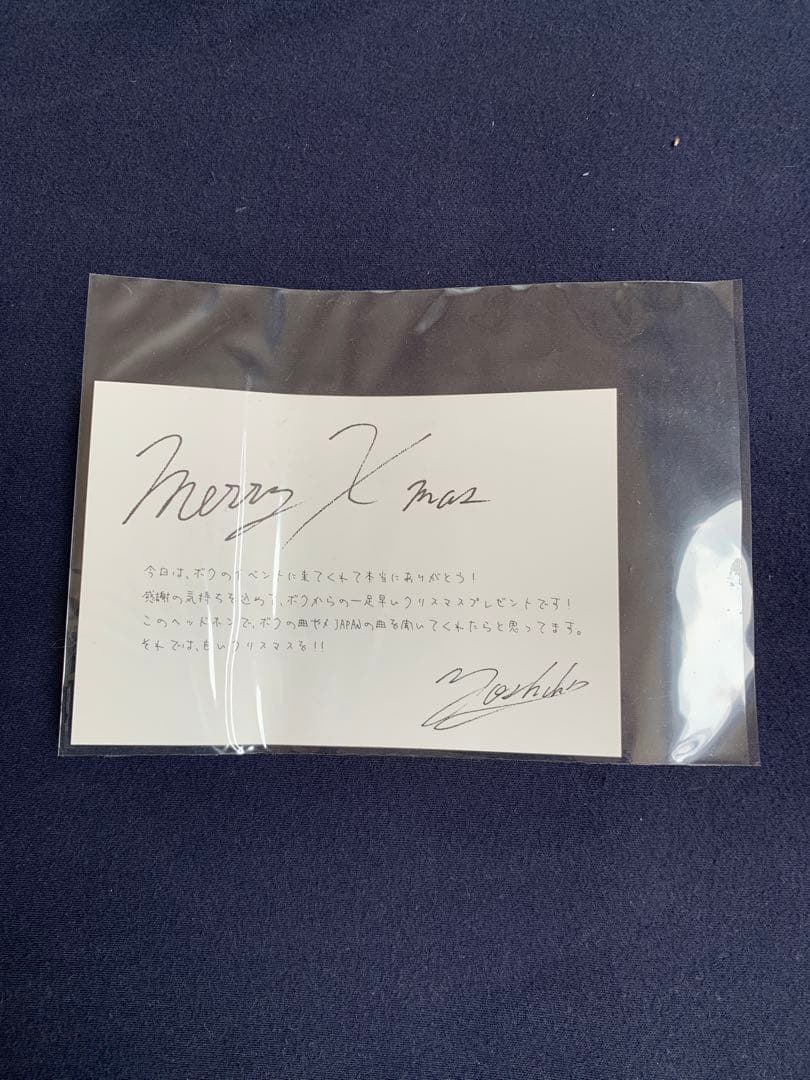 Merry Xmas
今日は、ボクのイベントに来てくれて本当にありがとう!
感謝の気持ちを込めて、ボクからの一足早いクリスマスプレゼントです!
このヘッドホンで、ボクの曲やX JAPANの曲を聞いてくれたらと思ってます。
それでは、白いクリスマスを!!
Yoshiki